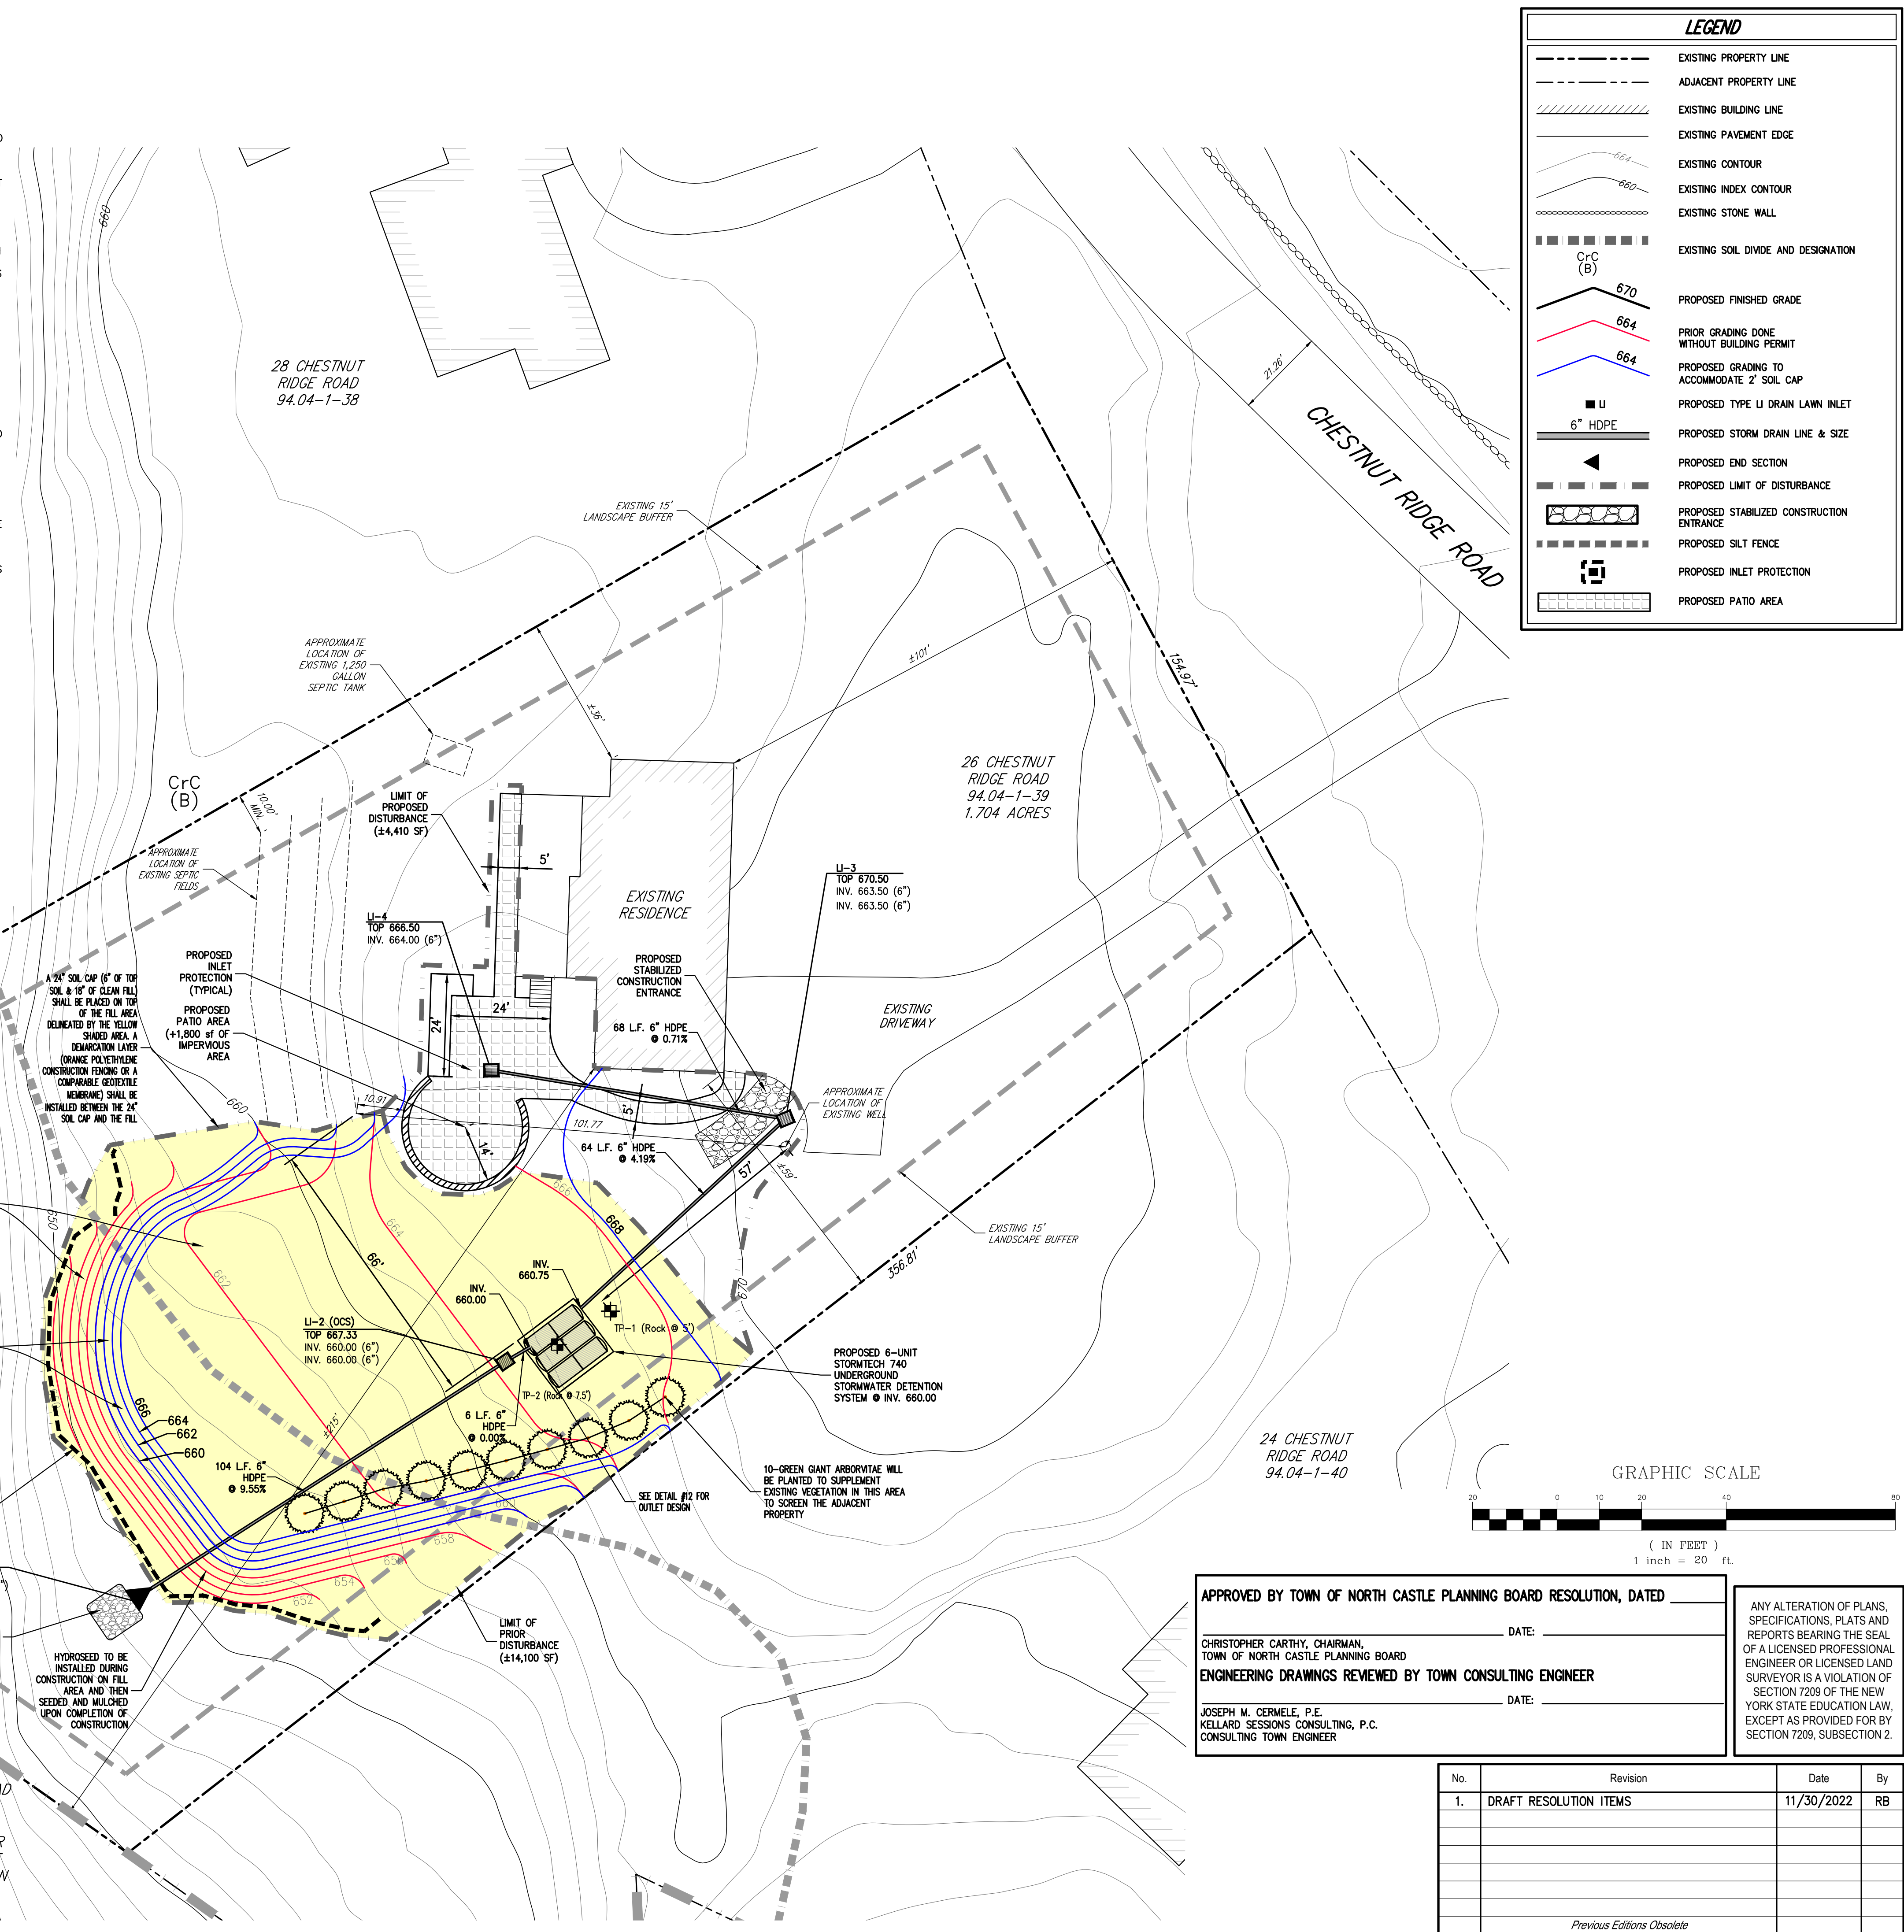 LEGEND
EXISTING PROPERTY LINE
ADJACENT PROPERTY LINE
EXISTING BUILDING LINE
EXISTING PAVEMENT EDGE
664
EXISTING CONTOUR
660
EXISTING INDEX CONTOUR
EXISTING STONE WALL
CrC
(B)
EXISTING SOIL DIVIDE AND DESIGNATION
670
PROPOSED FINISHED GRADE
664
PRIOR GRADING DONE
WITHOUT BUILDING PERMIT
664
PROPOSED GRADING TO
ACCOMMODATE 2' SOIL CAP
LI
PROPOSED TYPE LI DRAIN LAWN INLET
6" HDPE
PROPOSED STORM DRAIN LINE & SIZE
PROPOSED END SECTION
PROPOSED LIMIT OF DISTURBANCE
PROPOSED STABILIZED CONSTRUCTION
ENTRANCE
PROPOSED SILT FENCE
PROPOSED INLET PROTECTION
PROPOSED PATIO AREA
660
28 CHESTNUT
RIDGE ROAD
94.04-1-38
21.26'
CHESTNUT RIDGE ROAD
EXISTING 15'
LANDSCAPE BUFFER
APPROXIMATE
LOCATION OF
EXISTING 1,250
GALLON
SEPTIC TANK
±36'
±101'
154.97'
CrC
(B)
10.00'
MIN.
APPROXIMATE
LOCATION OF
EXISTING SEPTIC
FIELDS
LIMIT OF
PROPOSED
DISTURBANCE
(±4,410 SF)
5'
26 CHESTNUT
RIDGE ROAD
94.04-1-39
1.704 ACRES
EXISTING
RESIDENCE
LI-3
TOP 670.50
INV. 663.50 (6")
INV. 663.50 (6")
LI-4
TOP 666.50
INV. 664.00 (6")
PROPOSED
INLET
PROTECTION
(TYPICAL)
PROPOSED
PATIO AREA
(+1,800 sf OF
IMPERVIOUS
AREA
A 24" SOIL CAP (6" OF TOP
SOIL & 18" OF CLEAN FILL)
SHALL BE PLACED ON TOP
OF THE FILL AREA
DELINEATED BY THE YELLOW
SHADED AREA. A
DEMARCATION LAYER
(ORANGE POLYETHYLENE
CONSTRUCTION FENCING OR A
COMPARABLE GEOTEXTILE
MEMBRANE) SHALL BE
INSTALLED BETWEEN THE 24"
SOIL CAP AND THE FILL
PROPOSED
STABILIZED
CONSTRUCTION
ENTRANCE
24'
24'
68 L.F. 6" HDPE
@ 0.71%
EXISTING
DRIVEWAY
APPROXIMATE
LOCATION OF
EXISTING WELL
660
10.91
101.77
5'
14'
64 L.F. 6" HDPE
@ 4.19%
57'
±59'
650
666
664
668
662
66'
EXISTING 15'
LANDSCAPE BUFFER
356.81'
670
INV.
660.75
INV.
660.00
LI-2 (OCS)
TOP 667.33
INV. 660.00 (6")
INV. 660.00 (6")
TP-1 (Rock @ 5')
TP-2 (Rock @ 7.5')
PROPOSED 6-UNIT
STORMTECH 740
UNDERGROUND
STORMWATER DETENTION
SYSTEM @ INV. 660.00
666
664
662
660
±215'
6 L.F. 6"
HDPE
@ 0.00%
104 L.F. 6"
HDPE
@ 9.55%
SEE DETAIL #12 FOR
OUTLET DESIGN
10-GREEN GIANT ARBORVITAE WILL
BE PLANTED TO SUPPLEMENT
EXISTING VEGETATION IN THIS AREA
TO SCREEN THE ADJACENT
PROPERTY
24 CHESTNUT
RIDGE ROAD
94.04-1-40
660
658
656
654
652
LIMIT OF
PRIOR
DISTURBANCE
(±14,100 SF)
HYDROSEED TO BE
INSTALLED DURING
CONSTRUCTION ON FILL
AREA AND THEN
SEEDED AND MULCHED
UPON COMPLETION OF
CONSTRUCTION
GRAPHIC SCALE
20 0 10 20 40 80
( IN FEET )
1 inch = 20 ft.
APPROVED BY TOWN OF NORTH CASTLE PLANNING BOARD RESOLUTION, DATED
DATE:
CHRISTOPHER CARTHY, CHAIRMAN,
TOWN OF NORTH CASTLE PLANNING BOARD
ENGINEERING DRAWINGS REVIEWED BY TOWN CONSULTING ENGINEER
DATE:
JOSEPH M. CERMELE, P.E.
KELLARD SESSIONS CONSULTING, P.C.
CONSULTING TOWN ENGINEER
ANY ALTERATION OF PLANS,
SPECIFICATIONS, PLATS AND
REPORTS BEARING THE SEAL
OF A LICENSED PROFESSIONAL
ENGINEER OR LICENSED LAND
SURVEYOR IS A VIOLATION OF
SECTION 7209 OF THE NEW
YORK STATE EDUCATION LAW,
EXCEPT AS PROVIDED FOR BY
SECTION 7209, SUBSECTION 2.
No. Revision Date By
1. DRAFT RESOLUTION ITEMS 11/30/2022 RB
Previous Editions Obsolete